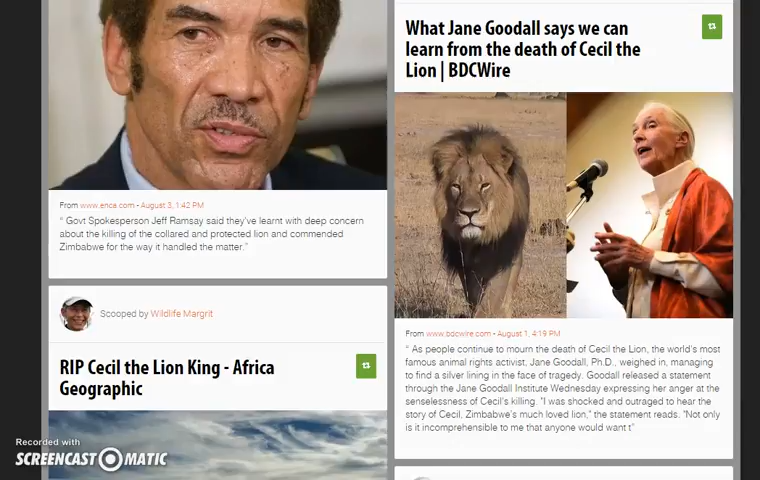 From www.enca.com - August 3, 1:42 PM
“ Govt Spokesperson Jeff Ramsay said they've learnt with deep concern
about the killing of the collared and protected lion and commended
Zimbabwe for the way it handled the matter.”
Scooped by Wildlife Margrit
RIP Cecil the Lion King - Africa
Geographic
Recorded with
SCREENCAST-O-MATIC
What Jane Goodall says we can
learn from the death of Cecil the
Lion | BDCWire
From www.bdcwire.com - August 1, 4:19 PM
“ As people continue to mourn the death of Cecil the Lion, the world's most
famous animal rights activist, Jane Goodall, Ph.D., weighed in, managing
to find a silver lining in the face of tragedy. Goodall released a statement
through the Jane Goodall Institute Wednesday expressing her anger at the
senselessness of Cecil's killing. "I was shocked and outraged to hear the
story of Cecil, Zimbabwe's much loved lion," the statement reads. "Not only
is it incomprehensible to me that anyone would want t”